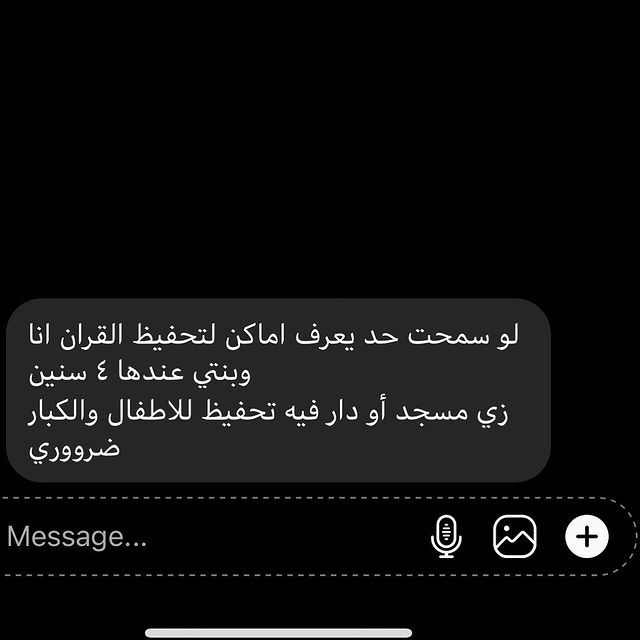 لو سمحت حد يعرف اماكن لتحفيظ القران انا
وبنتي عندها ٤ سنين
زي مسجد أو دار فيه تحفيظ للاطفال والكبار
ضروووري
Message...